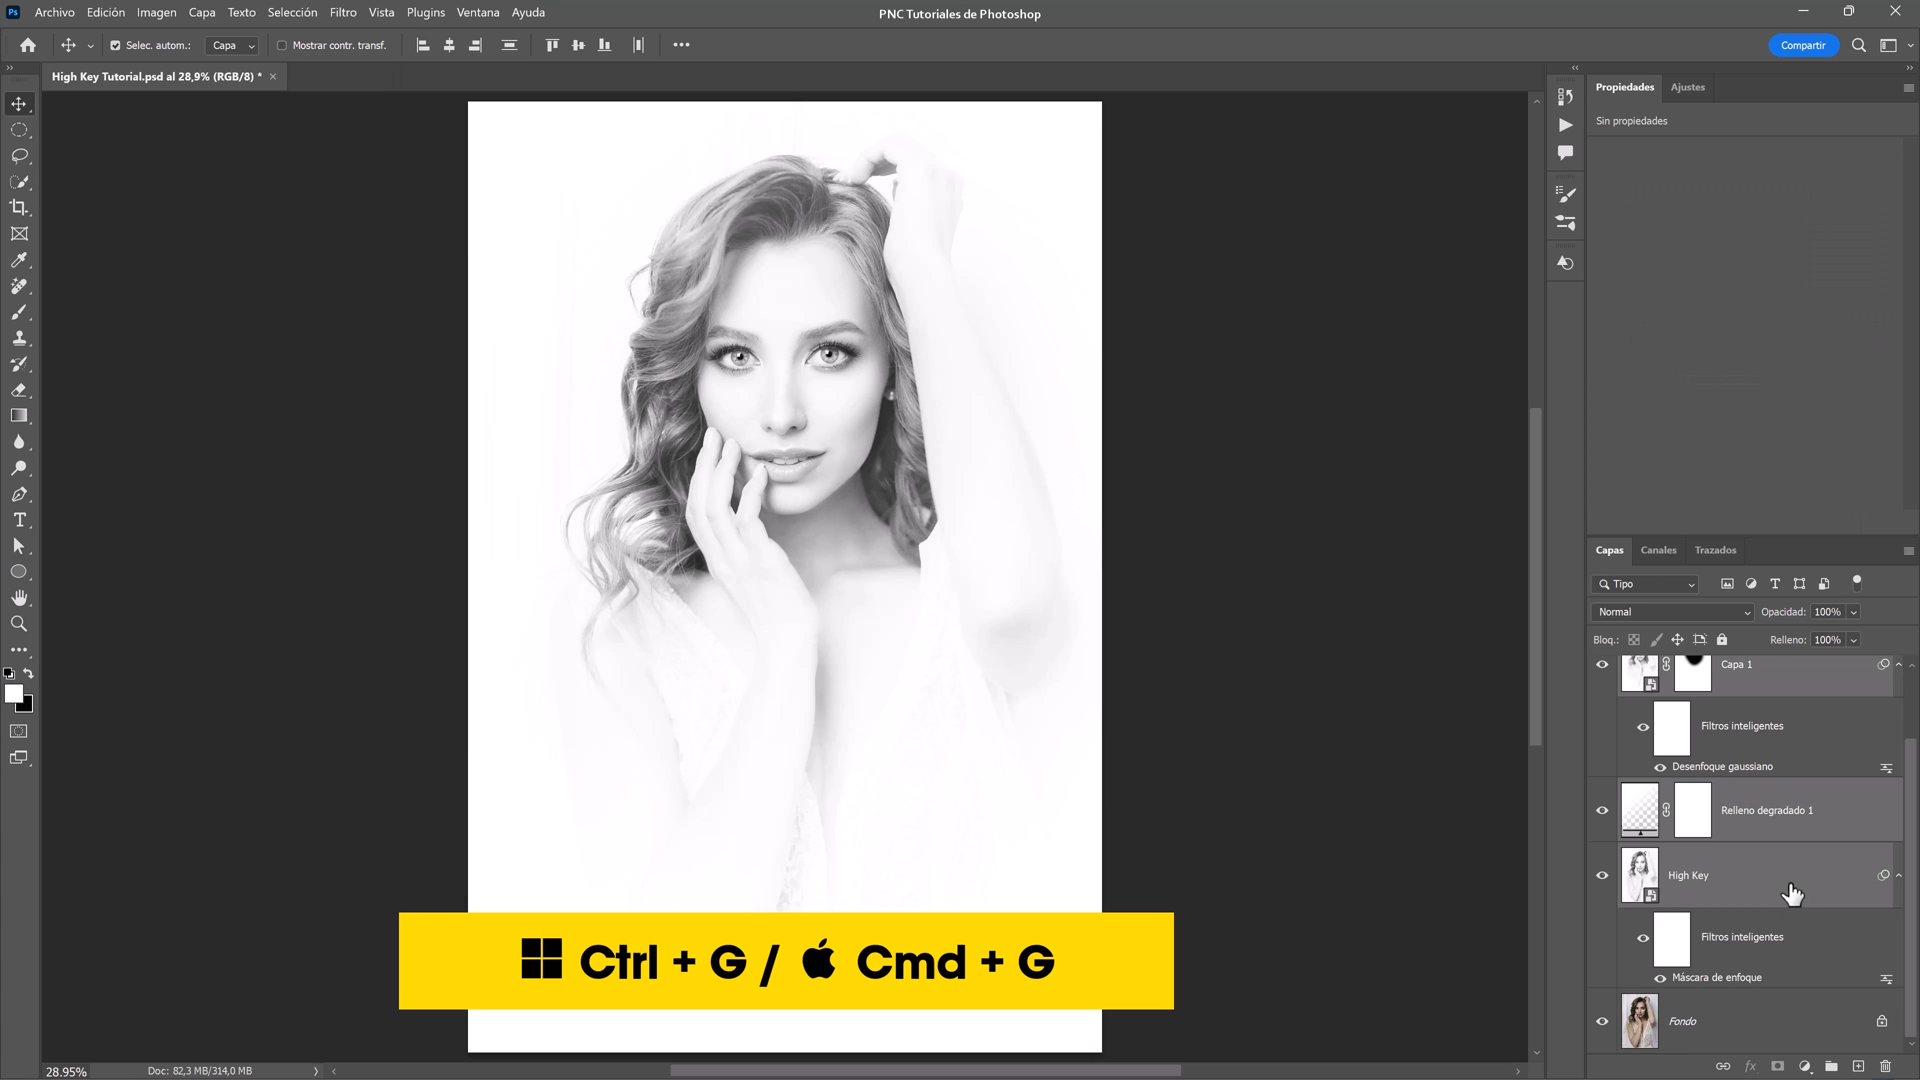 Ps Archivo Edición Imagen Capa Texto Selección Filtro Vista Plugins Ventana Ayuda
PNC Tutoriales de Photoshop
Selec. autom.: Capa Mostrar contr. transf.
Compartir
High Key Tutorial.psd al 28,9% (RGB/8) *
Propiedades Ajustes
Sin propiedades
Capas Canales Trazados
Tipo
Normal Opacidad: 100%
Bloq.: Relleno: 100%
Capa 1
Filtros inteligentes
Desenfoque gaussiano
Relleno degradado 1
High Key
Filtros inteligentes
Máscara de enfoque
Fondo
Ctrl + G / Cmd + G
28.95% Doc: 82,3 MB/314,0 MB
fx